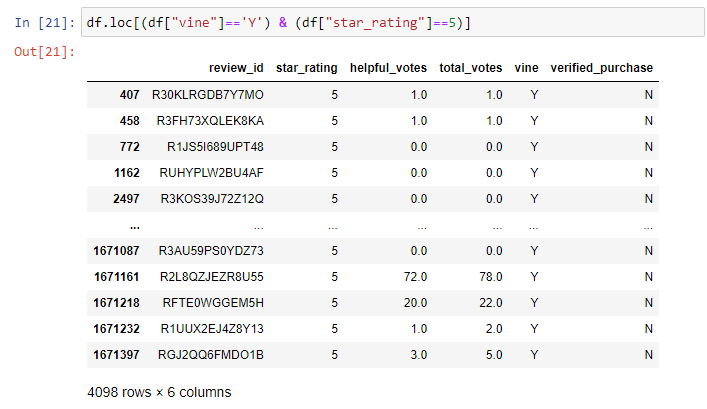 In [21]: df.loc[(df["vine"]=='Y') & (df["star_rating"]==5)]
Out[21]:
review_id star_rating helpful_votes total_votes vine verified_purchase
407 R30KLRGDB7Y7MO 5 1.0 1.0 Y N
458 R3FH73XQLEK8KA 5 1.0 1.0 Y N
772 R1JS5I689UPT48 5 0.0 0.0 Y N
1162 RUHYPLW2BU4AF 5 0.0 0.0 Y N
2497 R3KOS39J72Z12Q 5 0.0 0.0 Y N
... ... ... ... ... ... ...
1671087 R3AU59PS0YDZ73 5 0.0 0.0 Y N
1671161 R2L8QZJEZR8U55 5 72.0 78.0 Y N
1671218 RFTE0WGGEM5H 5 20.0 22.0 Y N
1671232 R1UUX2EJ4Z8Y13 5 1.0 2.0 Y N
1671397 RGJ2QQ6FMDO1B 5 3.0 5.0 Y N
4098 rows × 6 columns